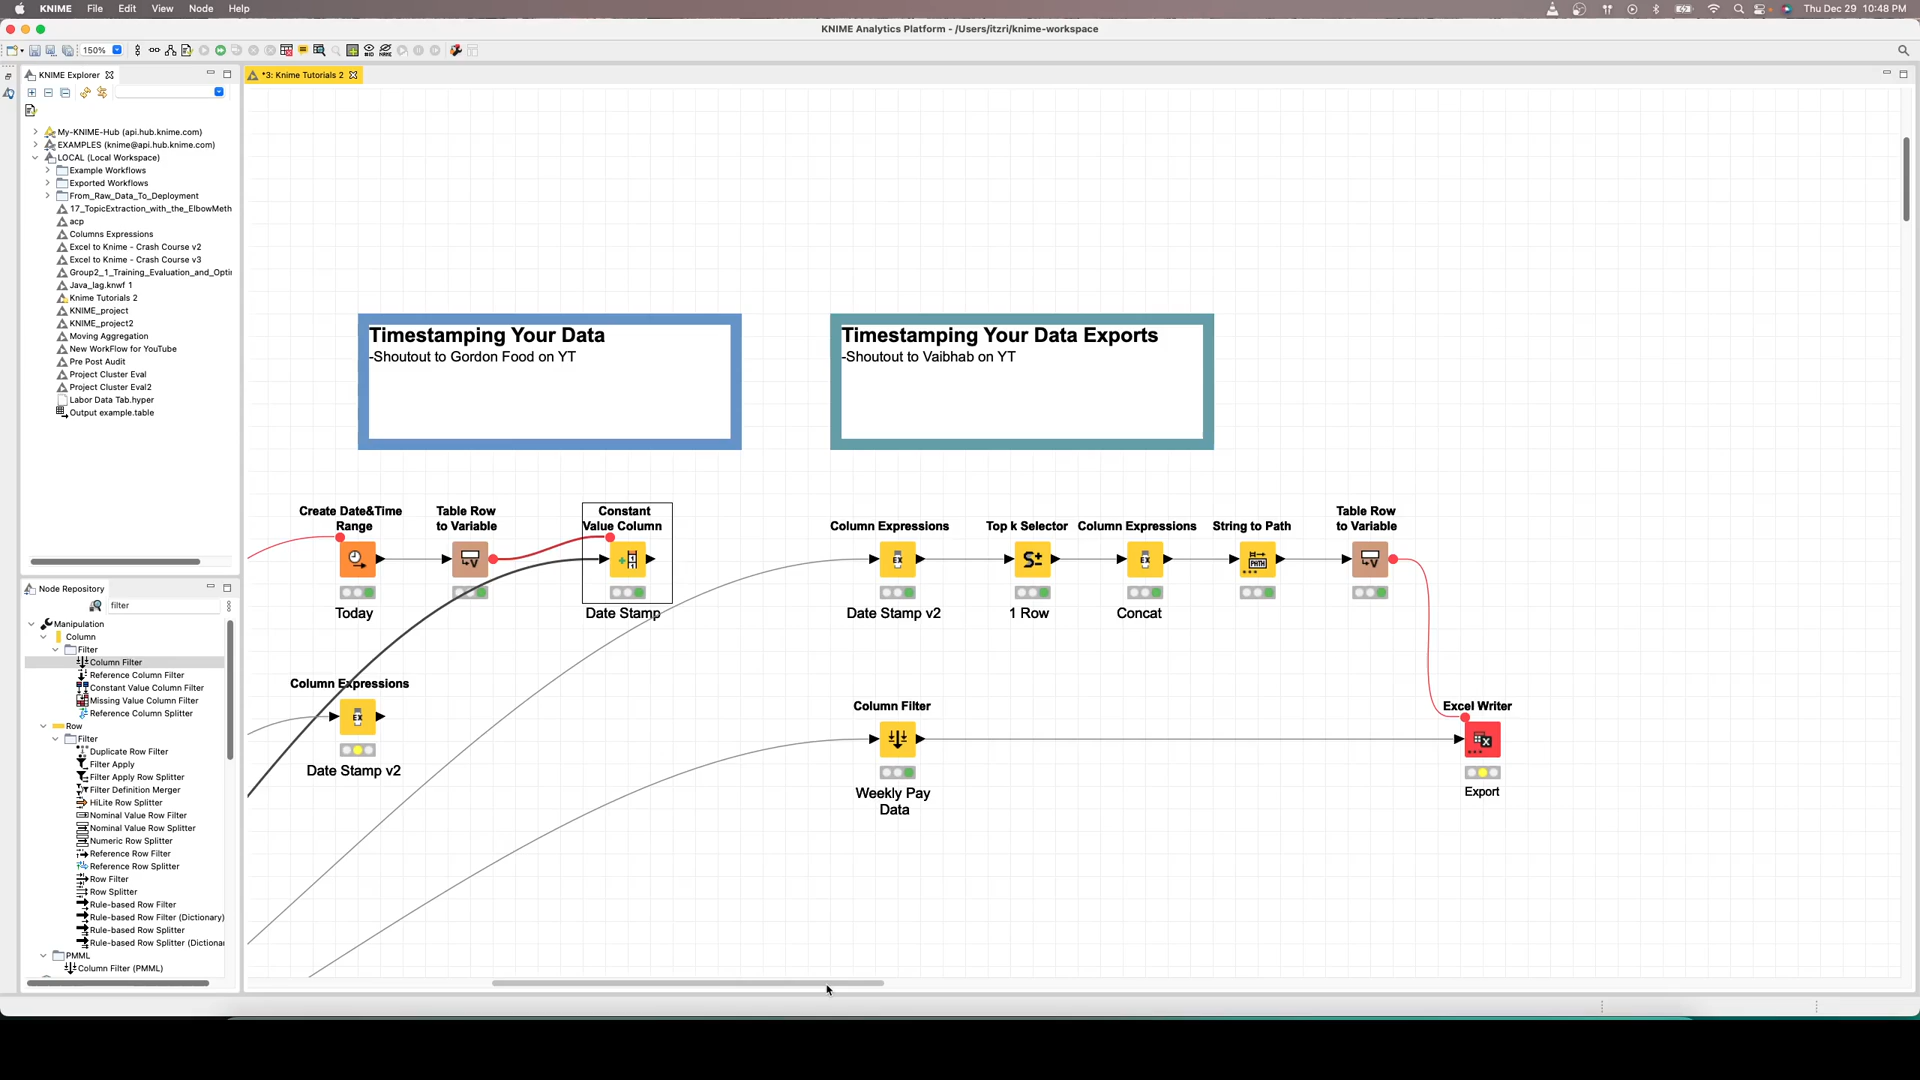 KNIME File Edit View Node Help
Thu Dec 29 10:48 PM
KNIME Analytics Platform - /Users/itzri/knime-workspace
150%
KNIME Explorer
*3: Knime Tutorials 2
My-KNIME-Hub (api.hub.knime.com)
EXAMPLES (knime@api.hub.knime.com)
LOCAL (Local Workspace)
Example Workflows
Exported Workflows
From_Raw_Data_To_Deployment
17_TopicExtraction_with_the_ElbowMeth
acp
Columns Expressions
Excel to Knime - Crash Course v2
Excel to Knime - Crash Course v3
Group2_1_Training_Evaluation_and_Opti
Java_lag.knwf 1
Knime Tutorials 2
KNIME_project
KNIME_project2
Moving Aggregation
New WorkFlow for YouTube
Pre Post Audit
Project Cluster Eval
Project Cluster Eval2
Labor Data Tab.hyper
Output example.table
Node Repository
filter
Manipulation
Column
Filter
Column Filter
Reference Column Filter
Constant Value Column Filter
Missing Value Column Filter
Reference Column Splitter
Row
Filter
Duplicate Row Filter
Filter Apply
Filter Apply Row Splitter
Filter Definition Merger
HiLite Row Splitter
Nominal Value Row Filter
Nominal Value Row Splitter
Numeric Row Splitter
Reference Row Filter
Reference Row Splitter
Row Filter
Row Splitter
Rule-based Row Filter
Rule-based Row Filter (Dictionary)
Rule-based Row Splitter
Rule-based Row Splitter (Dictiona
PMML
Column Filter (PMML)
Timestamping Your Data
-Shoutout to Gordon Food on YT
Timestamping Your Data Exports
-Shoutout to Vaibhab on YT
Create Date&Time
Range
Today
Table Row
to Variable
Constant
Value Column
Date Stamp
Column Expressions
Date Stamp v2
Top k Selector
1 Row
Column Expressions
Concat
String to Path
Table Row
to Variable
Column Expressions
Date Stamp v2
Column Filter
Weekly Pay
Data
Excel Writer
Export